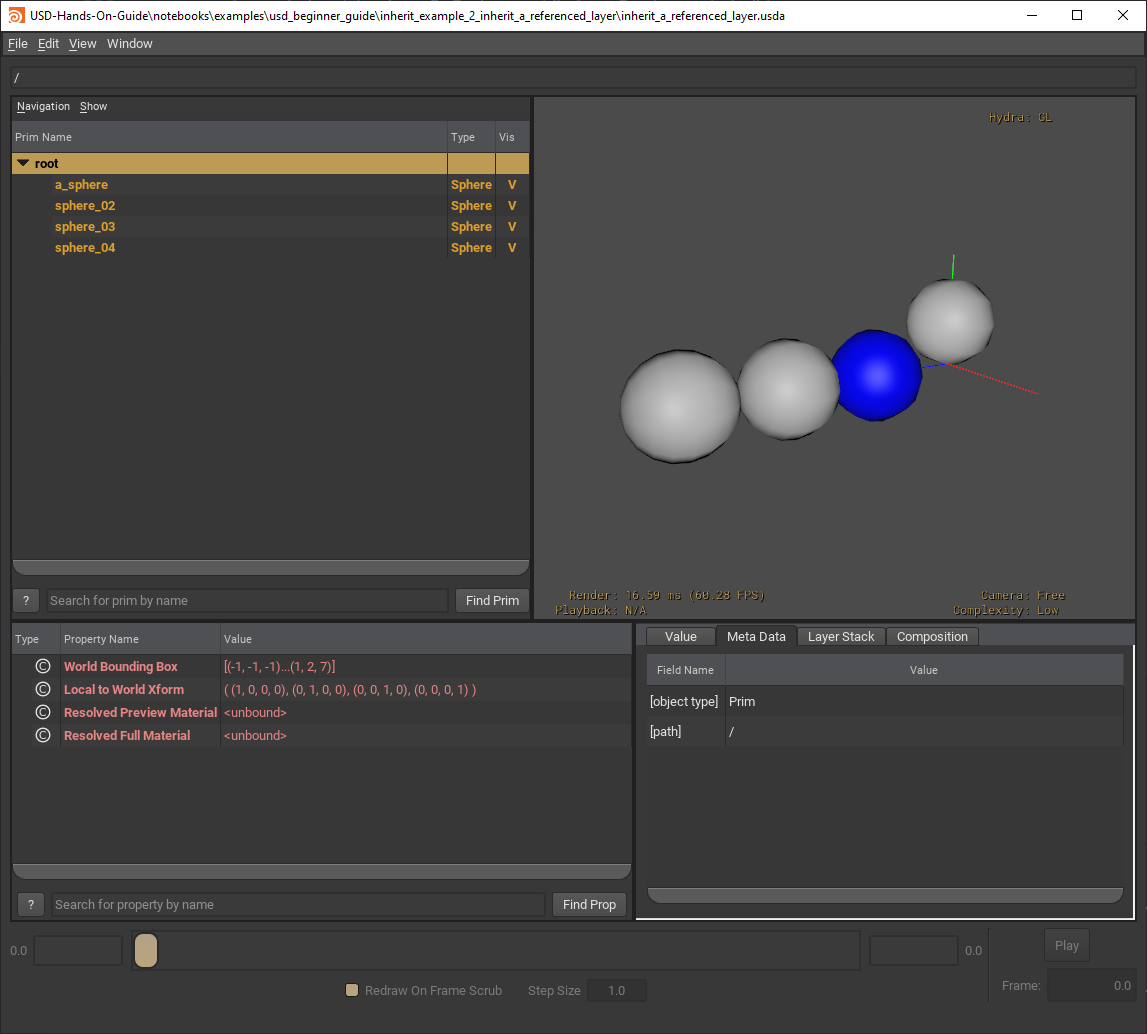 USD-Hands-On-Guide\notebooks\examples\usd_beginner_guide\inherit_example_2_inherit_a_referenced_layer\inherit_a_referenced_layer.usda
File Edit View Window
/
Navigation Show
Prim Name Type Vis
root
a_sphere Sphere V
sphere_02 Sphere V
sphere_03 Sphere V
sphere_04 Sphere V
? Search for prim by name Find Prim
Hydra: GL
Render: 16.59 ms (60.28 FPS)
Playback: N/A
Camera: Free
Complexity: Low
Type Property Name Value
© World Bounding Box [(-1, -1, -1)...(1, 2, 7)]
© Local to World Xform ( (1, 0, 0, 0), (0, 1, 0, 0), (0, 0, 1, 0), (0, 0, 0, 1) )
© Resolved Preview Material <unbound>
© Resolved Full Material <unbound>
? Search for property by name Find Prop
Value Meta Data Layer Stack Composition
Field Name Value
[object type] Prim
[path] /
0.0 0.0 Play
Redraw On Frame Scrub Step Size 1.0 Frame: 0.0